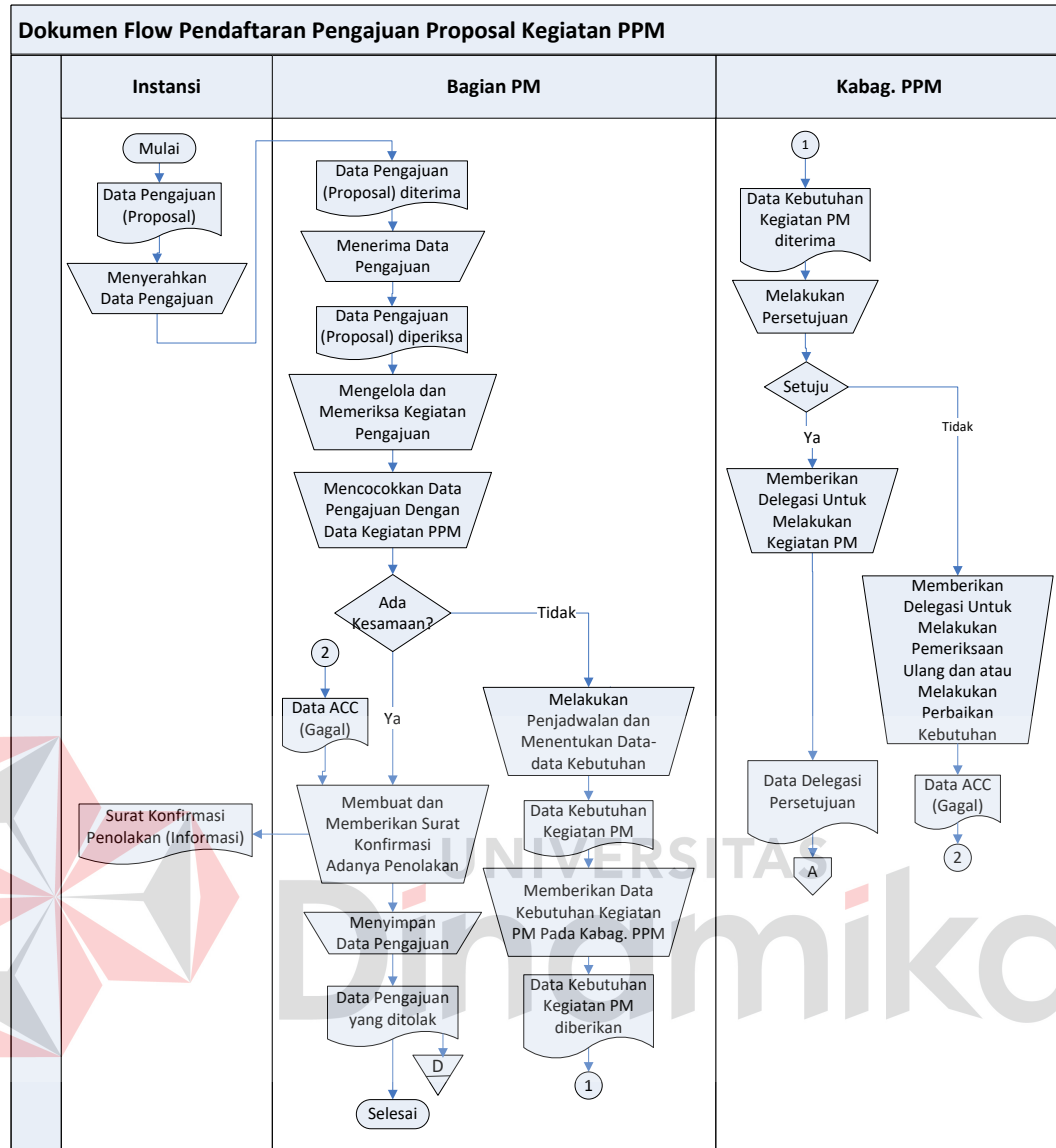 Dokumen Flow Pendaftaran Pengajuan Proposal Kegiatan PPM
Instansi
Bagian PM
Kabag. PPM
Mulai
Data Pengajuan
(Proposal)
Menyerahkan
Data Pengajuan
Surat Konfirmasi
Penolakan (Informasi)
Data Pengajuan
(Proposal) diterima
Menerima Data
Pengajuan
Data Pengajuan
(Proposal) diperiksa
Mengelola dan
Memeriksa Kegiatan
Pengajuan
Mencocokkan Data
Pengajuan Dengan
Data Kegiatan PPM
Ada
Kesamaan?
Tidak
Ya
2
Data ACC
(Gagal)
Membuat dan
Memberikan Surat
Konfirmasi
Adanya Penolakan
Menyimpan
Data Pengajuan
Data Pengajuan
yang ditolak
D
Selesai
Melakukan
Penjadwalan dan
Menentukan Data-
data Kebutuhan
Data Kebutuhan
Kegiatan PM
Memberikan Data
Kebutuhan Kegiatan
PM Pada Kabag. PPM
Data Kebutuhan
Kegiatan PM
diberikan
1
1
Data Kebutuhan
Kegiatan PM
diterima
Melakukan
Persetujuan
Setuju
Ya
Tidak
Memberikan
Delegasi Untuk
Melakukan
Kegiatan PM
Data Delegasi
Persetujuan
A
Memberikan
Delegasi Untuk
Melakukan
Pemeriksaan
Ulang dan atau
Melakukan
Perbaikan
Kebutuhan
Data ACC
(Gagal)
2
UNIVERSITAS
Dinamika